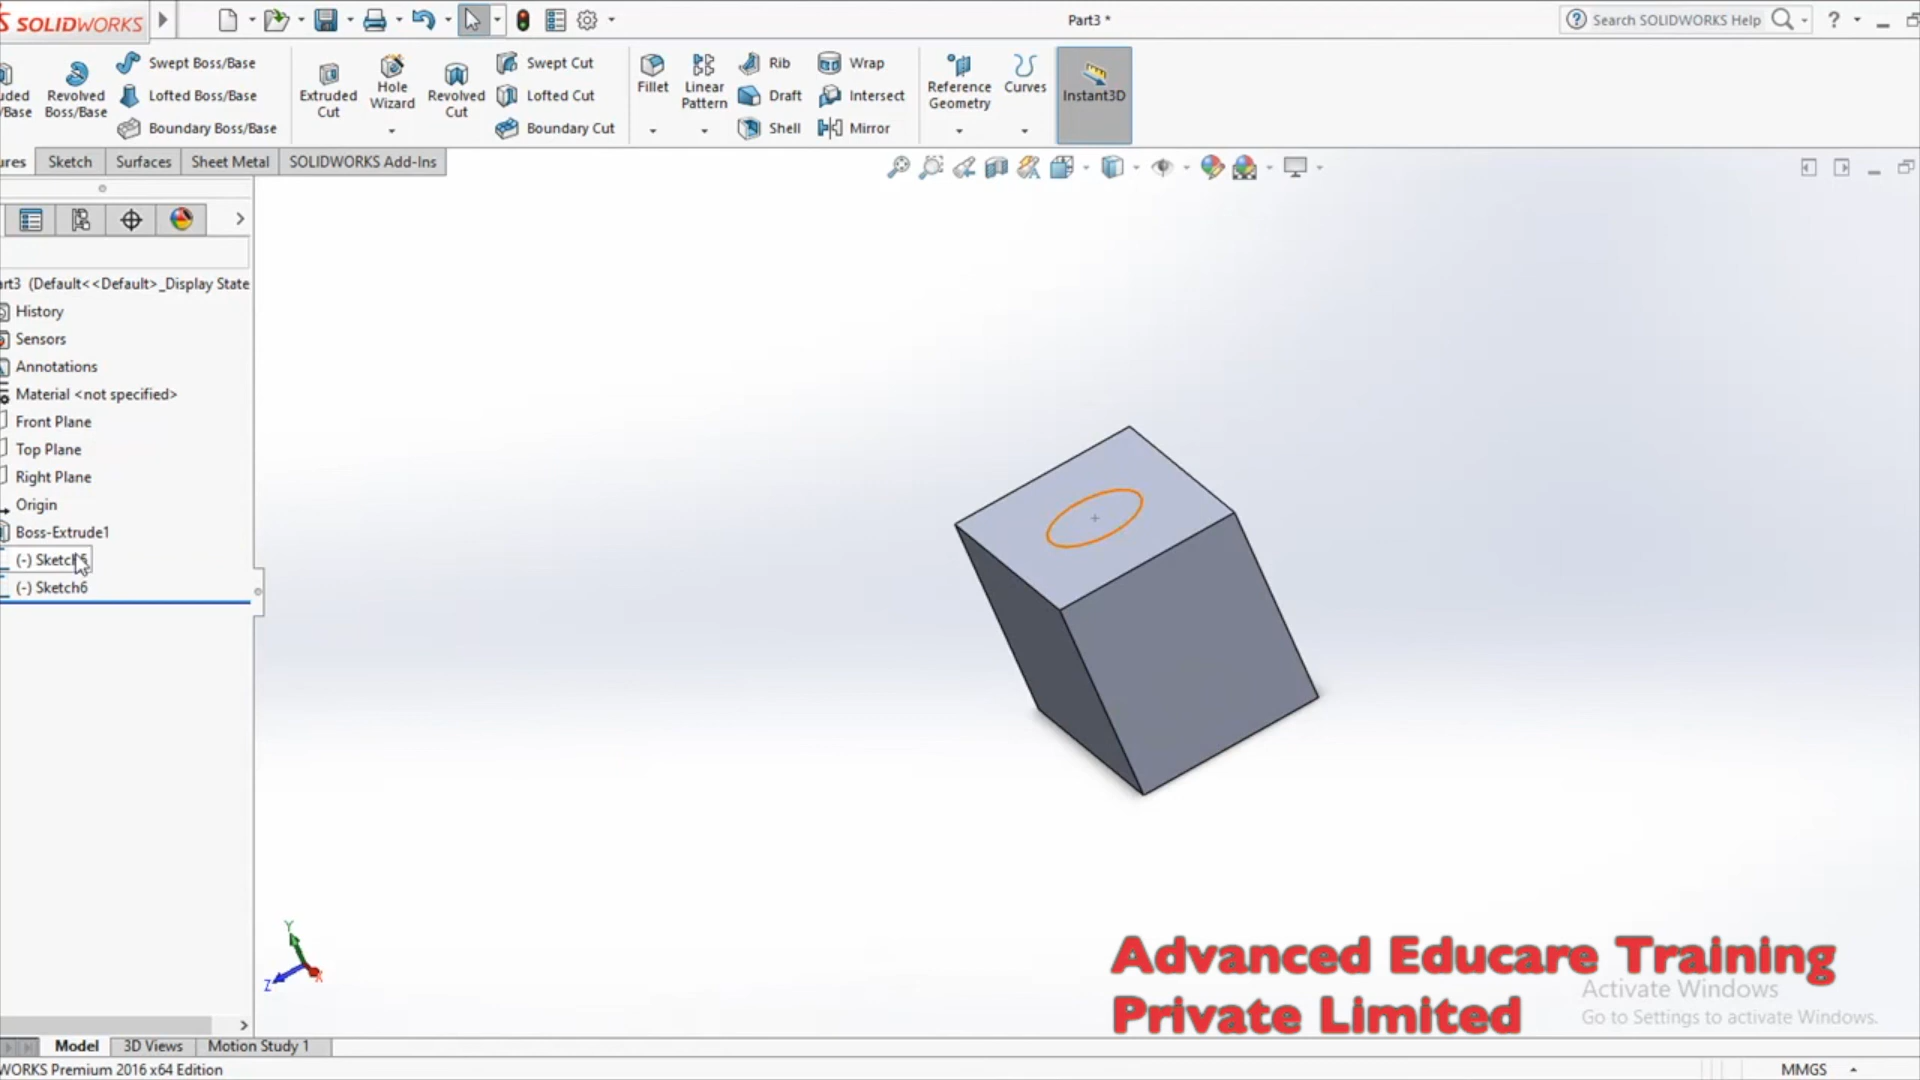 SOLIDWORKS
Part3 *
Search SOLIDWORKS Help
?
Swept Boss/Base
Revolved
Boss/Base
Lofted Boss/Base
Boundary Boss/Base
Extruded
Cut
Hole
Wizard
Revolved
Cut
Swept Cut
Lofted Cut
Boundary Cut
Fillet
Linear
Pattern
Rib
Draft
Shell
Wrap
Intersect
Mirror
Reference
Geometry
Curves
Instant3D
uded
/Base
ures
Sketch
Surfaces
Sheet Metal
SOLIDWORKS Add-Ins
art3 (Default<<Default>_Display State
History
Sensors
Annotations
Material <not specified>
Front Plane
Top Plane
Right Plane
Origin
Boss-Extrude1
(-) Sketch5
(-) Sketch6
Y
Z
X
Advanced Educare Training
Private Limited
Activate Windows
Go to Settings to activate Windows.
Model
3D Views
Motion Study 1
WORKS Premium 2016 x64 Edition
MMGS